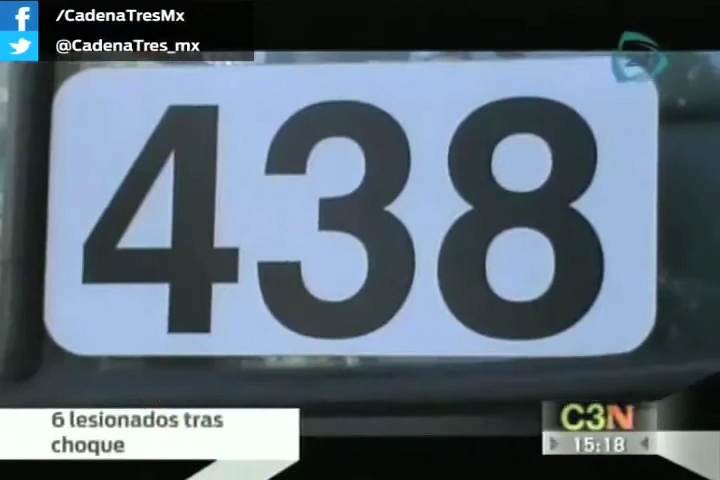 /CadenaTresMx
@CadenaTres_mx
438
6 lesionados tras
choque
C3N
15:18